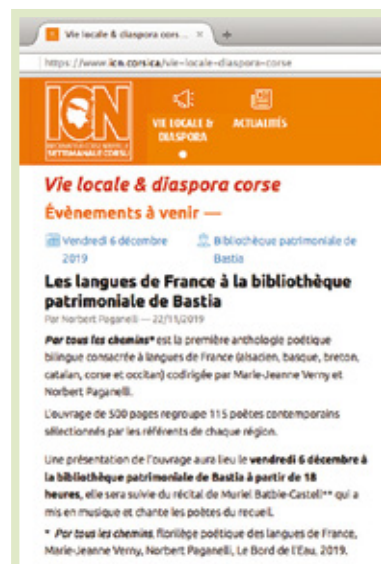 Vie locale & diaspora cors... ×
https://www.icn.corsica/vie-locale-diaspora-corse
ICN
SETTIMANALE CORSU
VIE LOCALE & DIASPORA
ACTUALITÉS
Vie locale & diaspora corse
Évènements à venir —
Vendredi 6 décembre 2019
Bibliothèque patrimoniale de Bastia
Les langues de France à la bibliothèque
patrimoniale de Bastia
Par Norbert Paganelli — 22/11/2019
Par tous les chemins* est la première anthologie poétique
bilingue consacrée à langues de France (alsacien, basque, breton,
catalan, corse et occitan) codirigée par Marie-Jeanne Verny et
Norbert Paganelli.
L'ouvrage de 500 pages regroupe 115 poètes contemporains
sélectionnés par les référents de chaque région.
Une présentation de l'ouvrage aura lieu le vendredi 6 décembre à
la bibliothèque patrimoniale de Bastia à partir de 18
heures, elle sera suivie du récital de Muriel Batbie-Castell** qui a
mis en musique et chante les poètes du recueil.
* Par tous les chemins, florilège poétique des langues de France,
Marie-Jeanne Verny, Norbert Paganelli, Le Bord de l'Eau, 2019.